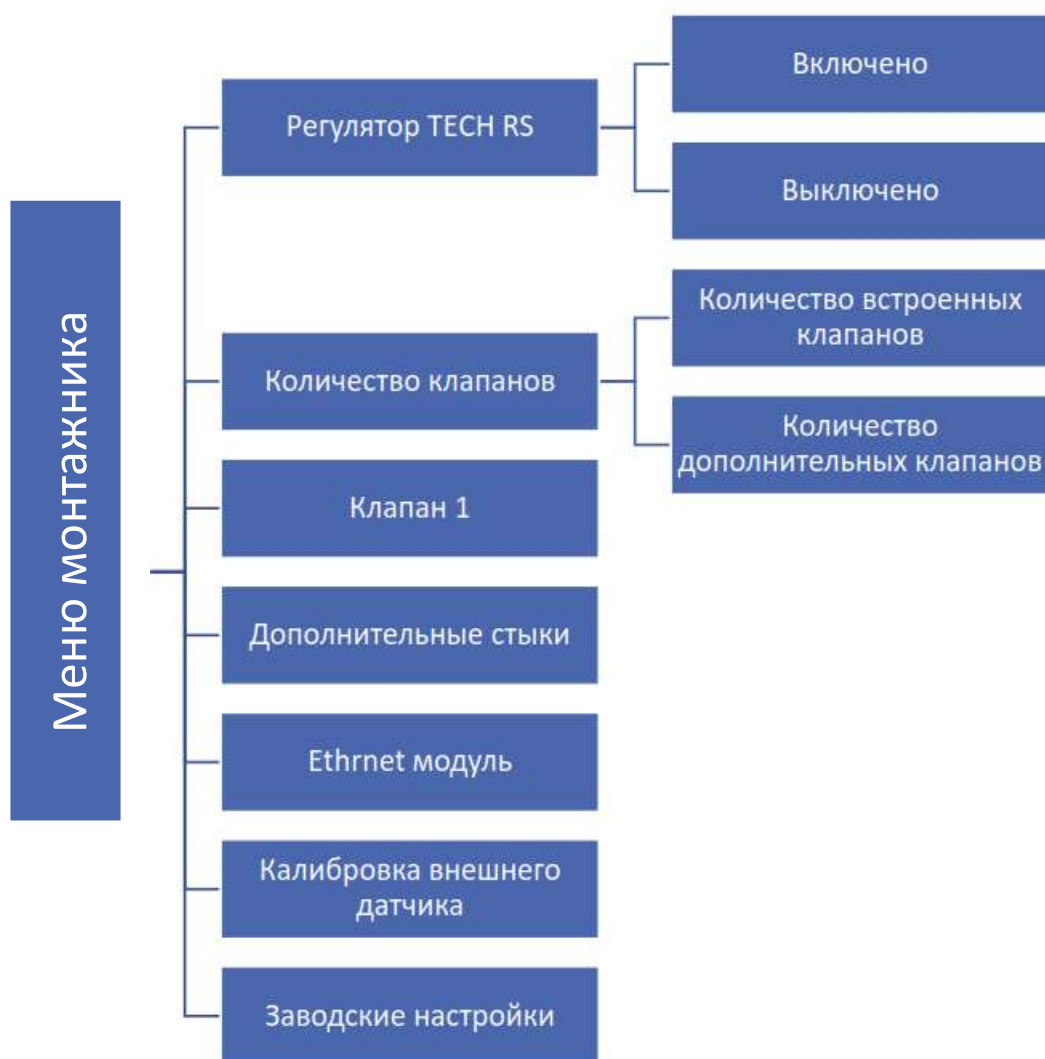 Меню монтажника
Регулятор TECH RS
Включено
Выключено
Количество клапанов
Количество встроенных
клапанов
Количество
дополнительных клапанов
Клапан 1
Дополнительные стыки
Ethrnet модуль
Калибровка внешнего
датчика
Заводские настройки